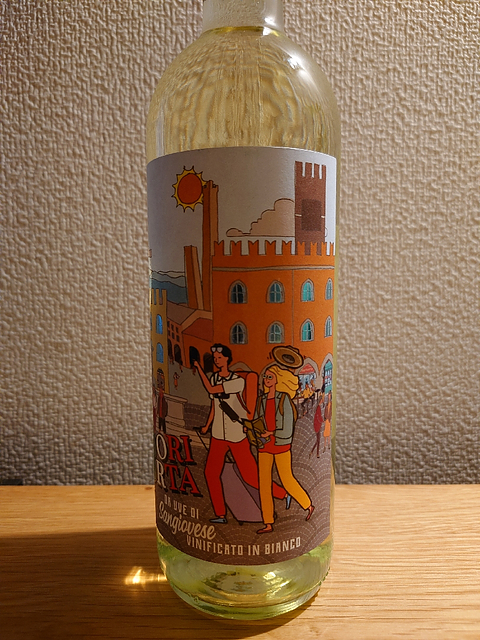 ORI
RTA
DA UVE DI
Sangiovese
VINIFICATO IN BIANCO